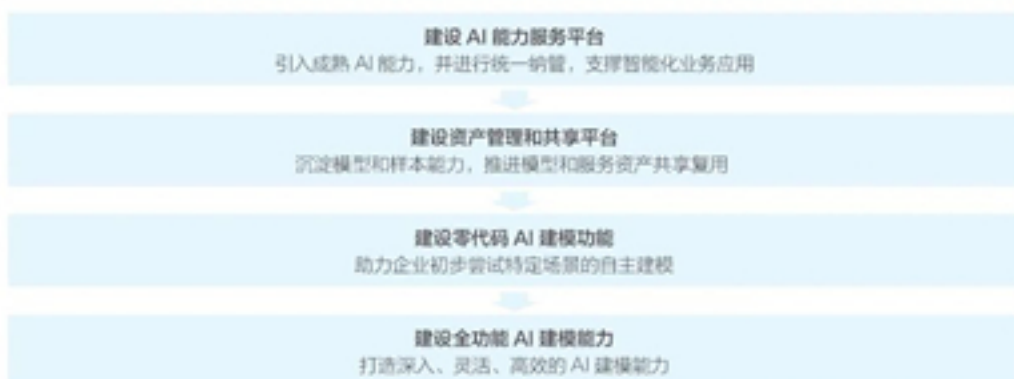 建设 AI 能力服务平台
引入成熟 AI 能力，并进行统一纳管，支撑智能化业务应用
建设资产管理和共享平台
沉淀模型和样本能力，推进模型和服务资产共享复用
建设零代码 AI 建模功能
助力企业初步尝试特定场景的自主建模
建设全功能 AI 建模能力
打造深入、灵活、高效的 AI 建模能力